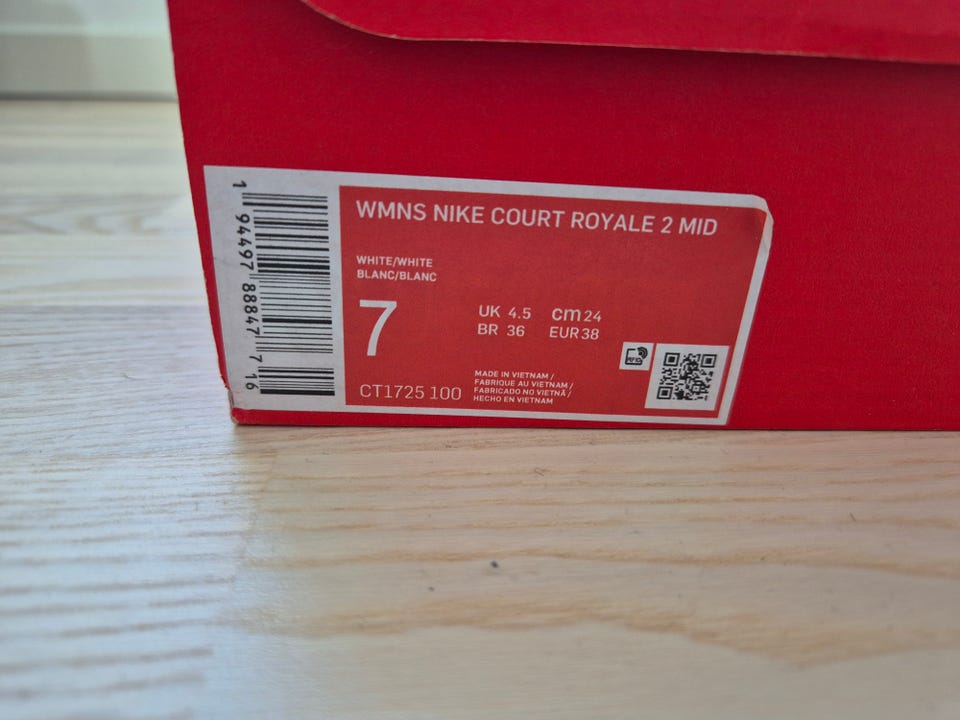 WMNS NIKE COURT ROYALE 2 MID
WHITE/WHITE
BLANC/BLANC
7
UK 4.5 cm 24
BR 36 EUR 38
CT1725 100
MADE IN VIETNAM /
FABRIQUE AU VIETNAM /
FABRICADO NO VIETNÃ /
HECHO EN VIETNAM
RFID
1 94497 88847 7 16